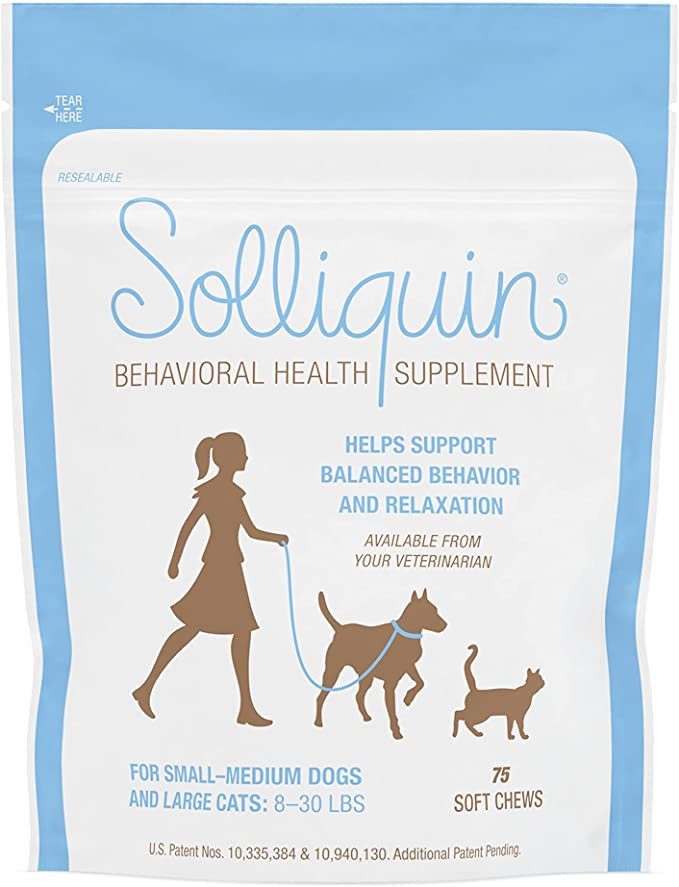 TEAR
HERE
RESEALABLE
Solliquin®
BEHAVIORAL HEALTH SUPPLEMENT
HELPS SUPPORT
BALANCED BEHAVIOR
AND RELAXATION
AVAILABLE FROM
YOUR VETERINARIAN
FOR SMALL–MEDIUM DOGS
AND LARGE CATS: 8–30 LBS
75
SOFT CHEWS
U.S. Patent Nos. 10,335,384 & 10,940,130. Additional Patent Pending.